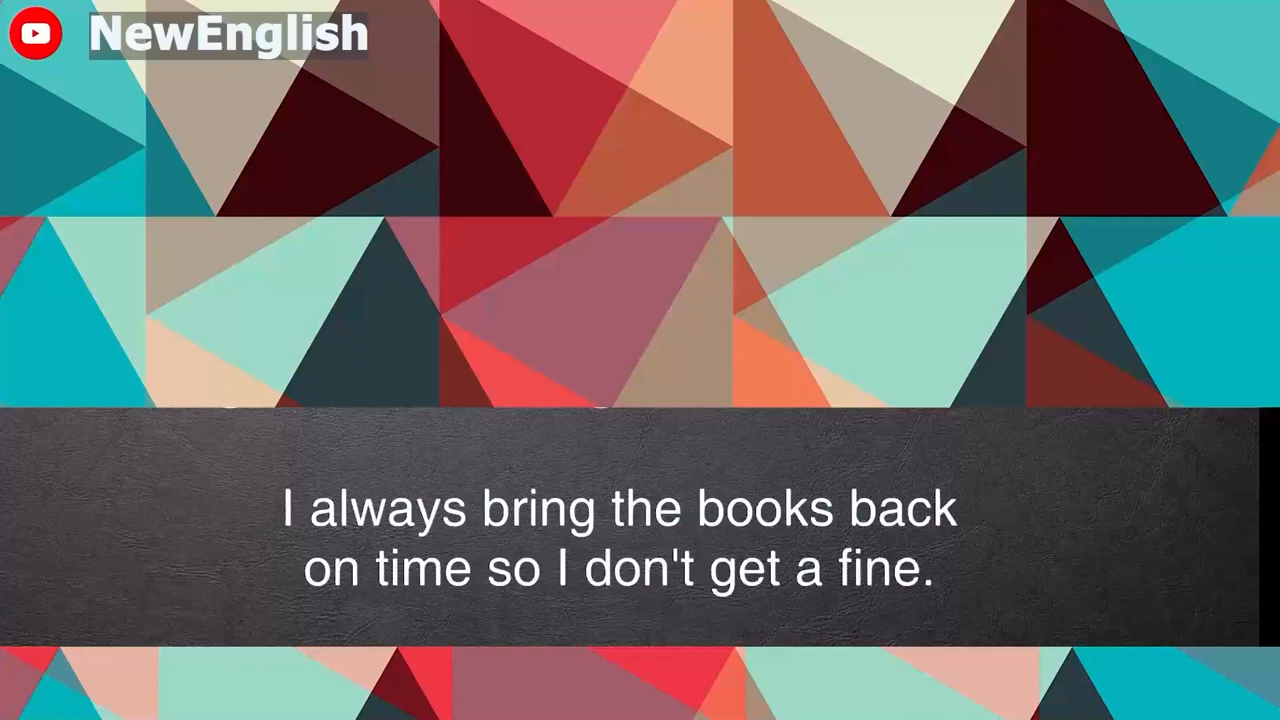 NewEnglish
I always bring the books back
on time so I don't get a fine.